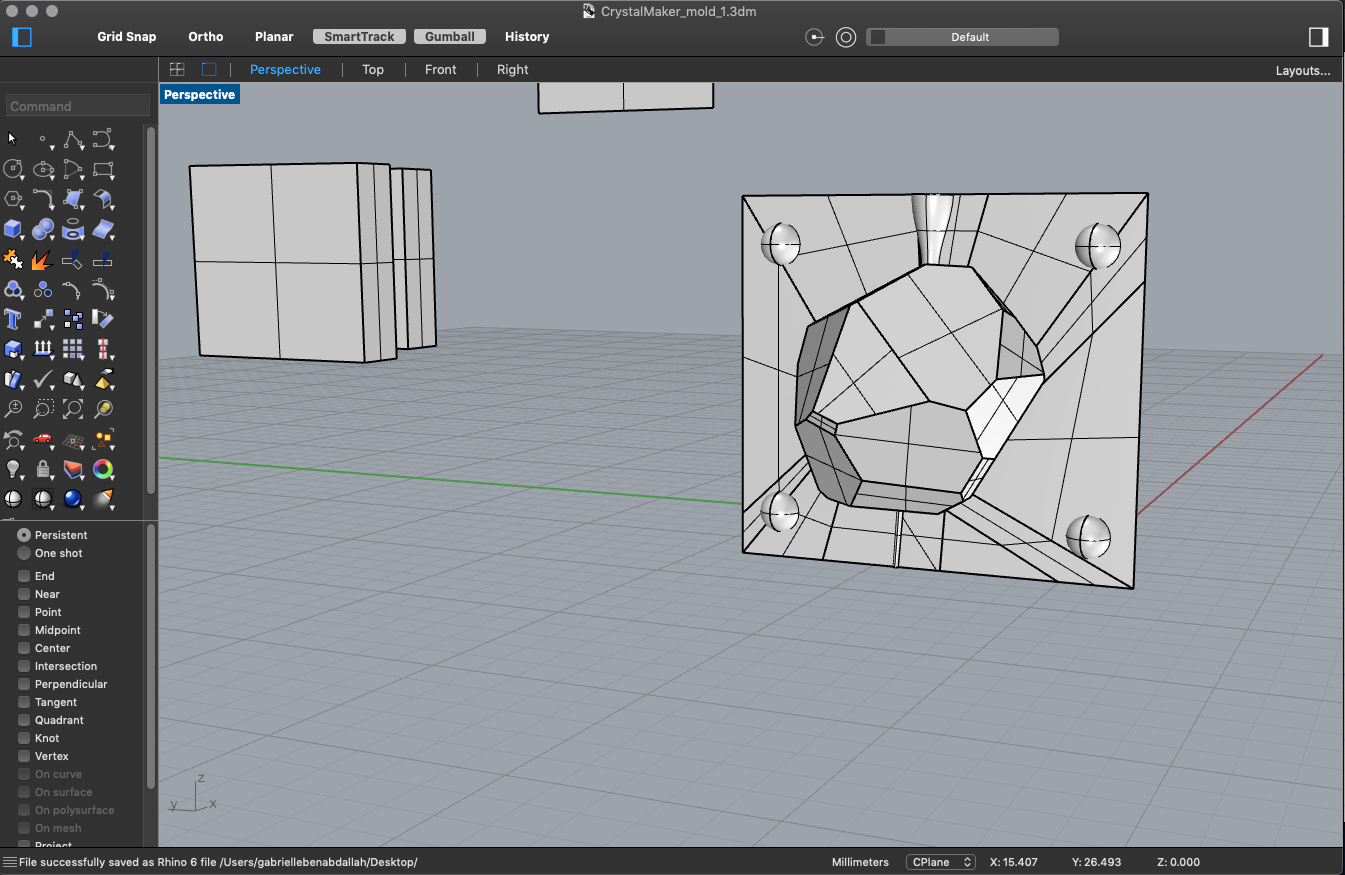 CrystalMaker_mold_1.3dm
Grid Snap Ortho Planar SmartTrack Gumball History Default
Perspective Top Front Right Layouts...
Perspective
Command
Persistent
One shot
End
Near
Point
Midpoint
Center
Intersection
Perpendicular
Tangent
Quadrant
Knot
Vertex
On curve
On surface
On polysurface
On mesh
Project
z
y x
File successfully saved as Rhino 6 file /Users/gabriellebenabdallah/Desktop/ Millimeters CPlane X: 15.407 Y: 26.493 Z: 0.000